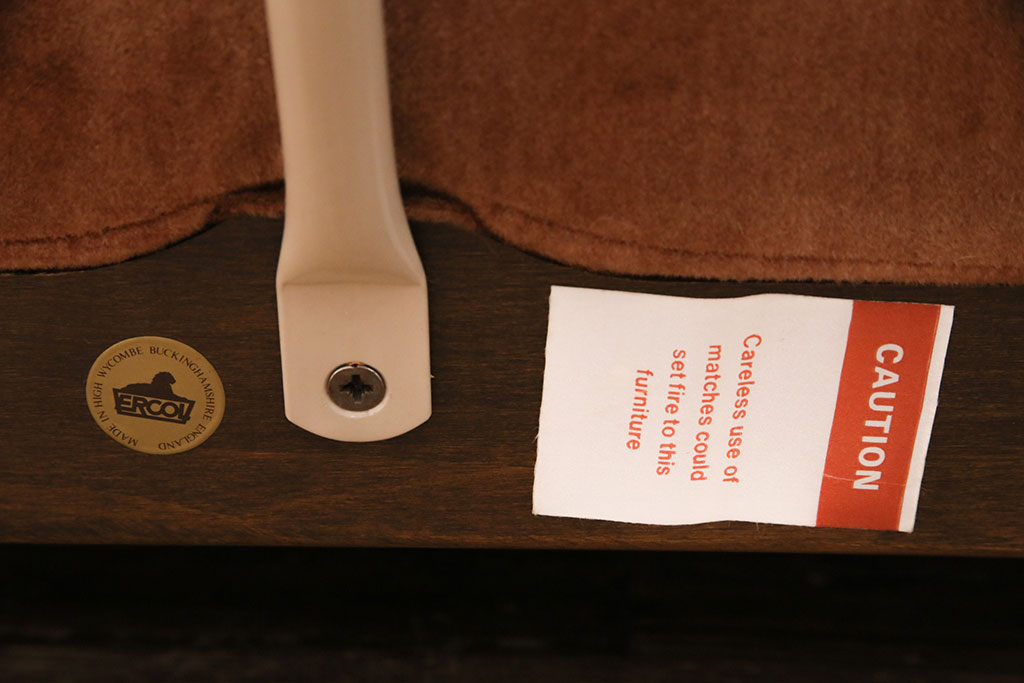 MADE IN HIGH WYCOMBE BUCKINGHAMSHIRE ENGLAND
ERCOL
CAUTION
Careless use of
matches could
set fire to this
furniture